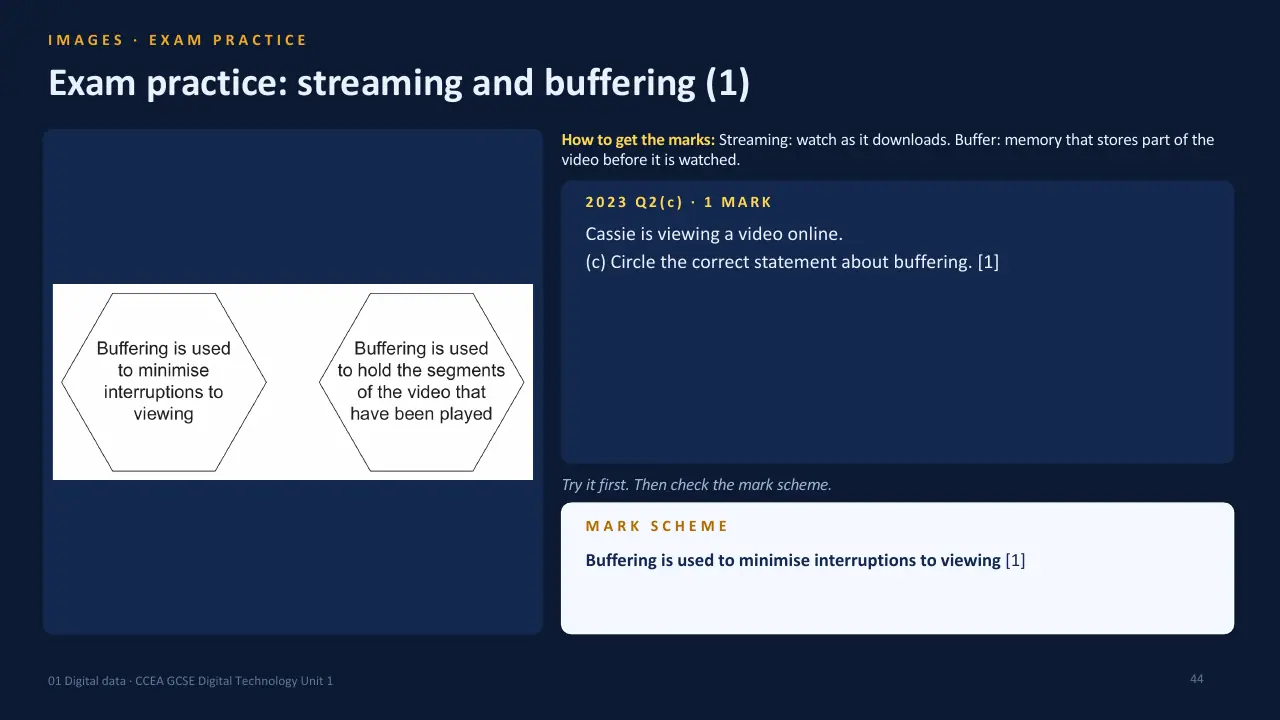 IMAGES · EXAM PRACTICE
Exam practice: streaming and buffering (1)
Buffering is used
to minimise
interruptions to
viewing
Buffering is used
to hold the segments
of the video that
have been played
How to get the marks: Streaming: watch as it downloads. Buffer: memory that stores part of the
video before it is watched.
2023 Q2(c) · 1 MARK
Cassie is viewing a video online.
(c) Circle the correct statement about buffering. [1]
Try it first. Then check the mark scheme.
MARK SCHEME
Buffering is used to minimise interruptions to viewing [1]
01 Digital data · CCEA GCSE Digital Technology Unit 1
44